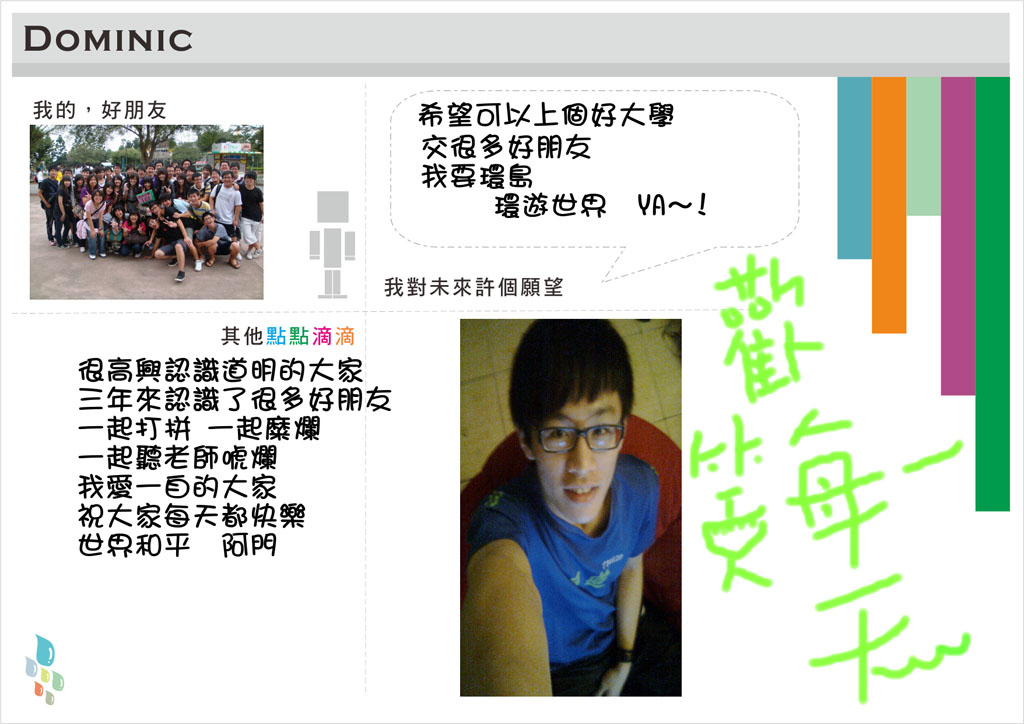 DOMINIC
我的，好朋友
希望可以上個好大學
交很多好朋友
我要環島
環遊世界 YA～!
我對未來許個願望
其他點點滴滴
很高興認識道明的大家
三年來認識了很多好朋友
一起打拼 一起糜爛
一起聽老師唬爛
我愛一自的大家
祝大家每天都快樂
世界和平 阿門
歡
笑
每一
天